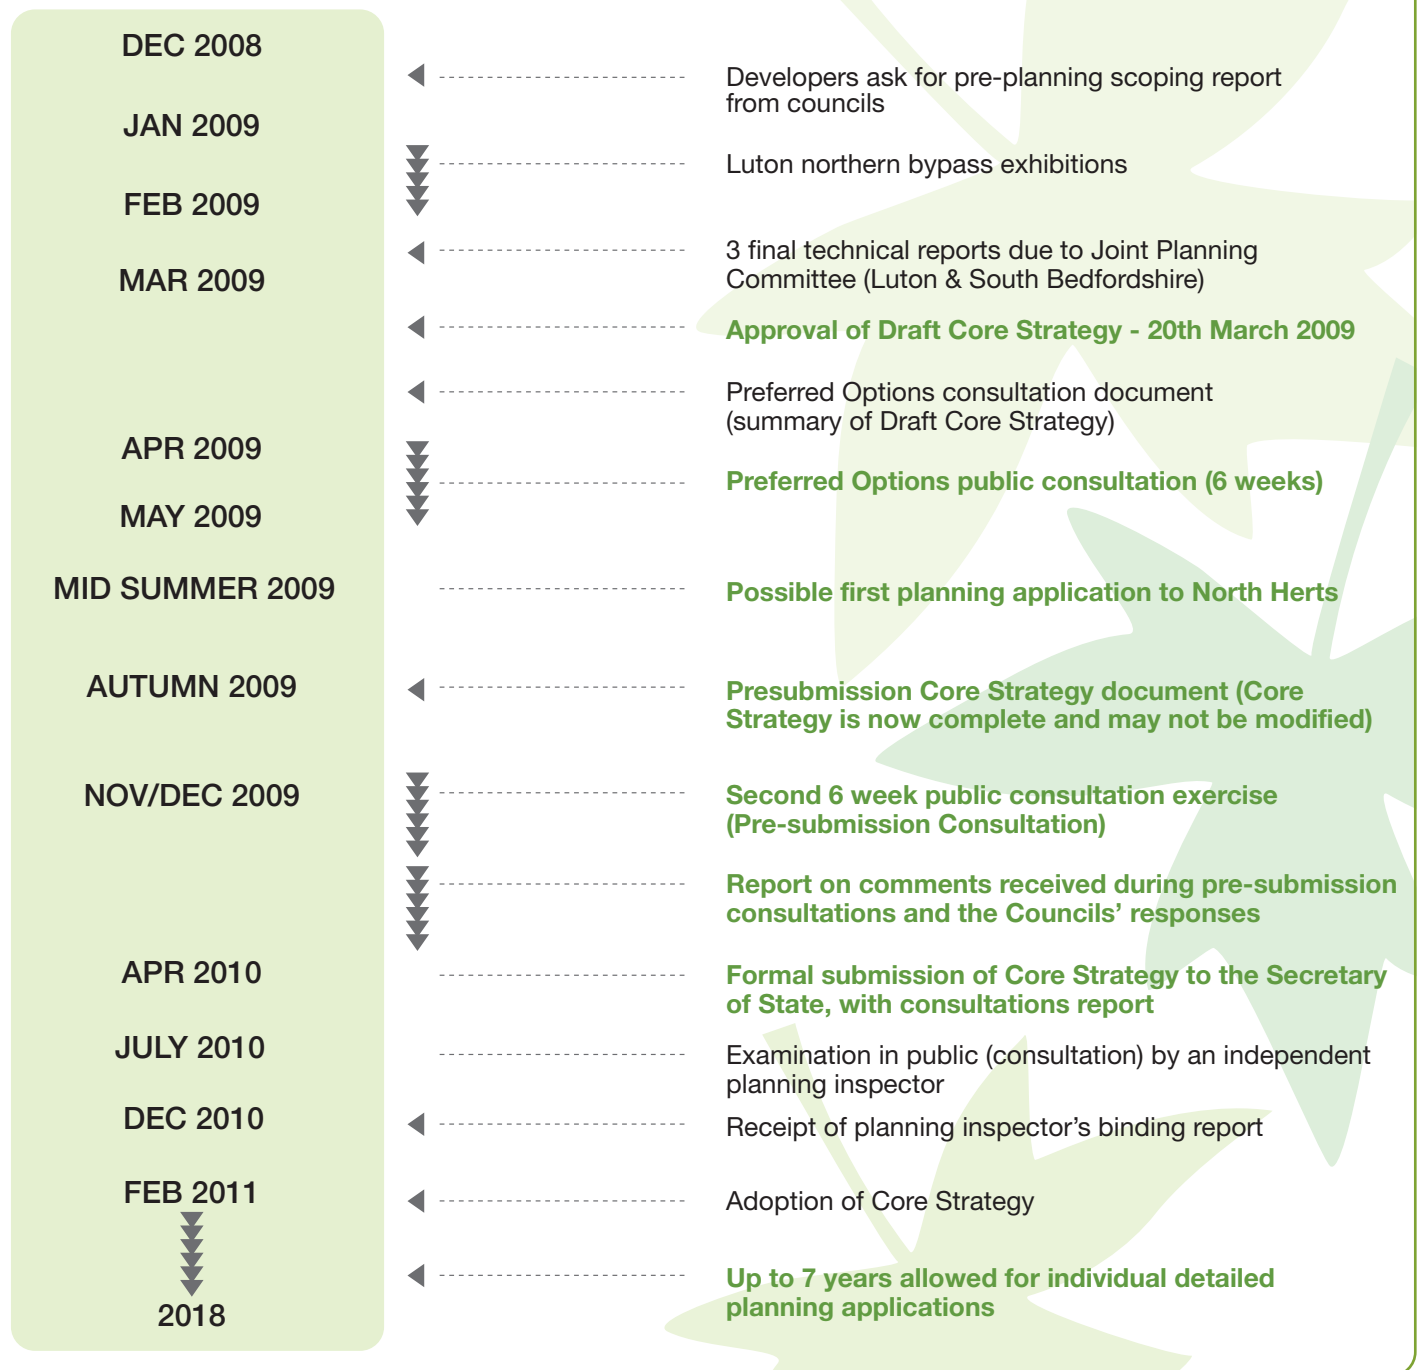 DEC 2008
Developers ask for pre-planning scoping report
from councils
JAN 2009
Luton northern bypass exhibitions
FEB 2009
3 final technical reports due to Joint Planning
Committee (Luton & South Bedfordshire)
MAR 2009
Approval of Draft Core Strategy - 20th March 2009
Preferred Options consultation document
(summary of Draft Core Strategy)
APR 2009
Preferred Options public consultation (6 weeks)
MAY 2009
MID SUMMER 2009
Possible first planning application to North Herts
AUTUMN 2009
Presubmission Core Strategy document (Core
Strategy is now complete and may not be modified)
NOV/DEC 2009
Second 6 week public consultation exercise
(Pre-submission Consultation)
Report on comments received during pre-submission
consultations and the Councils’ responses
APR 2010
Formal submission of Core Strategy to the Secretary
of State, with consultations report
JULY 2010
Examination in public (consultation) by an independent
planning inspector
DEC 2010
Receipt of planning inspector’s binding report
FEB 2011
Adoption of Core Strategy
Up to 7 years allowed for individual detailed
planning applications
2018